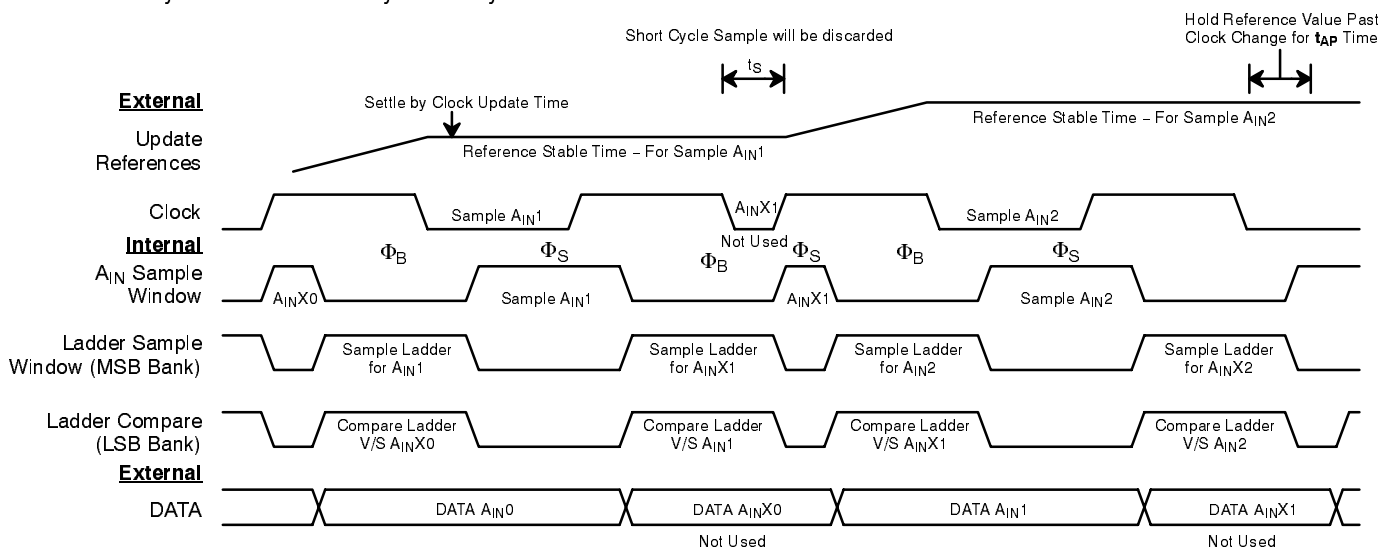 Hold Reference Value Past
Clock Change for tAP Time
Short Cycle Sample will be discarded
tS
External
Settle by Clock Update Time
Update
References
Reference Stable Time – For Sample AIN1
Reference Stable Time – For Sample AIN2
Clock
Sample AIN1
AINX1
Sample AIN2
Not Used
Internal
ΦB
ΦS
ΦB
ΦS
ΦB
ΦS
AIN Sample
Window
AINX0
Sample AIN1
AINX1
Sample AIN2
Ladder Sample
Window (MSB Bank)
Sample Ladder
for AIN1
Sample Ladder
for AINX1
Sample Ladder
for AIN2
Sample Ladder
for AINX2
Ladder Compare
(LSB Bank)
Compare Ladder
V/S AINX0
Compare Ladder
V/S AIN1
Compare Ladder
V/S AINX1
Compare Ladder
V/S AIN2
External
DATA
DATA AIN0
DATA AINX0
DATA AIN1
DATA AINX1
Not Used
Not Used